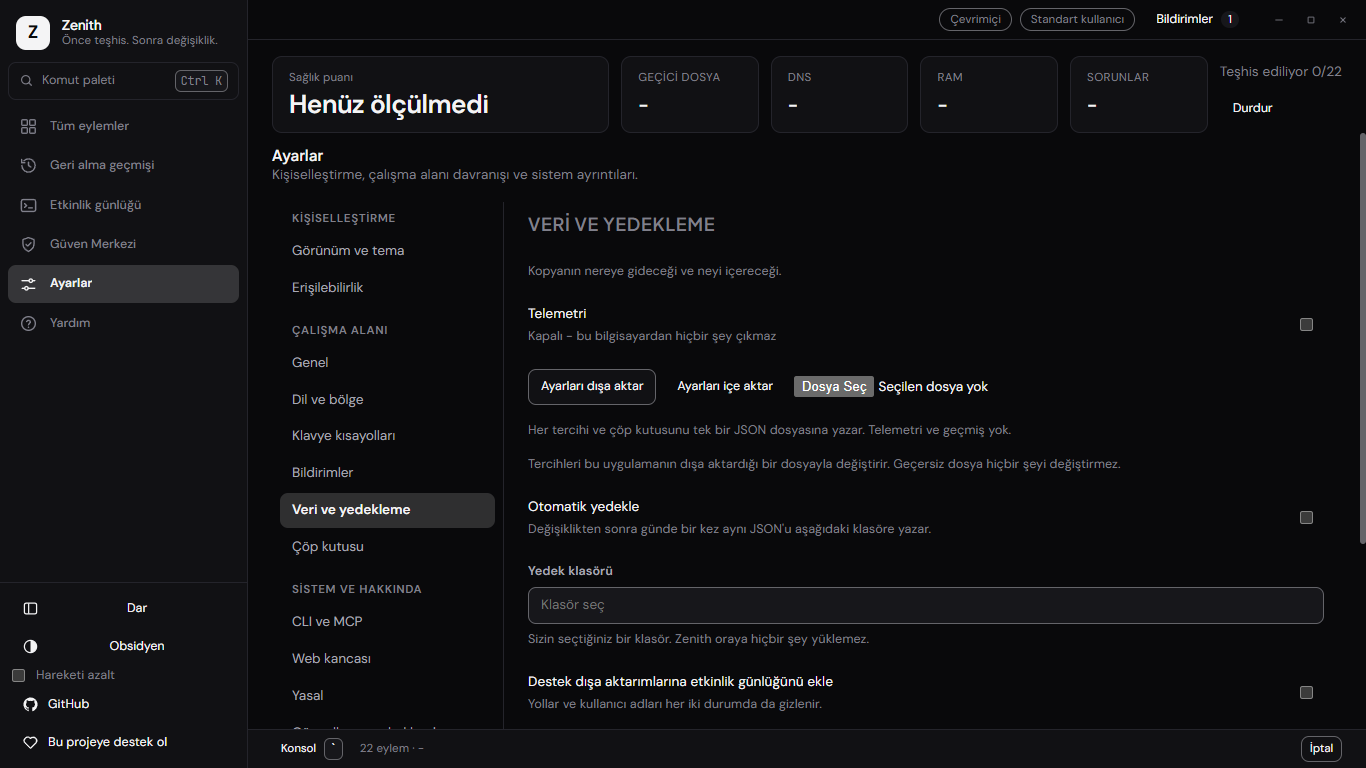 Z
Zenith
Önce teşhis. Sonra değişiklik.
Komut paleti
Ctrl K
Tüm eylemler
Geri alma geçmişi
Etkinlik günlüğü
Güven Merkezi
Ayarlar
Yardım
Dar
Obsidyen
Hareketi azalt
GitHub
Bu projeye destek ol
Çevrimiçi
Standart kullanıcı
Bildirimler 1
Sağlık puanı
Henüz ölçülmedi
GEÇİCİ DOSYA
-
DNS
-
RAM
-
SORUNLAR
-
Teşhis ediliyor 0/22
Durdur
Ayarlar
Kişiselleştirme, çalışma alanı davranışı ve sistem ayrıntıları.
KİŞİSELLEŞTİRME
Görünüm ve tema
Erişilebilirlik
ÇALIŞMA ALANI
Genel
Dil ve bölge
Klavye kısayolları
Bildirimler
Veri ve yedekleme
Çöp kutusu
SİSTEM VE HAKKINDA
CLI ve MCP
Web kancası
Yasal
VERİ VE YEDEKLEME
Kopyanın nereye gideceği ve neyi içereceği.
Telemetri
Kapalı - bu bilgisayardan hiçbir şey çıkmaz
Ayarları dışa aktar
Ayarları içe aktar
Dosya Seç Seçilen dosya yok
Her tercihi ve çöp kutusunu tek bir JSON dosyasına yazar. Telemetri ve geçmiş yok.
Tercihleri bu uygulamanın dışa aktardığı bir dosyayla değiştirir. Geçersiz dosya hiçbir şeyi değiştirmez.
Otomatik yedekle
Değişiklikten sonra günde bir kez aynı JSON'u aşağıdaki klasöre yazar.
Yedek klasörü
Klasör seç
Sizin seçtiğiniz bir klasör. Zenith oraya hiçbir şey yüklemez.
Destek dışa aktarımlarına etkinlik günlüğünü ekle
Yollar ve kullanıcı adları her iki durumda da gizlenir.
Konsol `
22 eylem · -
İptal